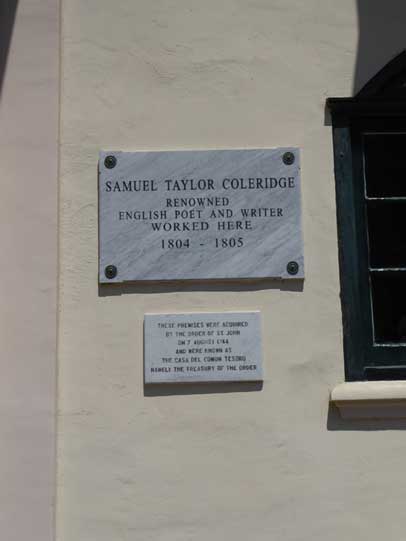 SAMUEL TAYLOR COLERIDGE
RENOWNED
ENGLISH POET AND WRITER
WORKED HERE
1804 - 1805
THESE PREMISES WERE ACQUIRED
BY THE ORDER OF ST JOHN
ON 7 AUGUST
AND WERE KNOWN AS
THE CASA DEL COMUN TESORO
NAMELY THE TREASURY OF THE ORDER